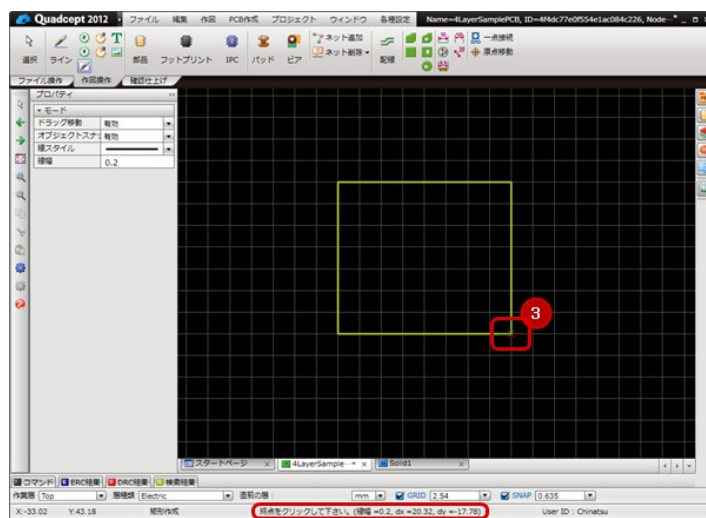 Quadcept 2012
ファイル 編集 作図 PCB作成 プロジェクト ウィンドウ 各種設定
Name=4LayerSamplePCB, ID=4f4dc77e0f554e1ac084c226, Node···*
選択 ライン 部品 フットプリント IPC パッド ビア ネット追加 ネット削除 配線 一点接続 原点移動
ファイル操作 作図操作 確認仕上げ
プロパティ
モード
ドラッグ移動 有効
オブジェクトスナ 有効
線スタイル
線幅 0.2
3
スタートページ x 4LayerSample···* x Solid1 x
コマンド ERC結果 DRC結果 検索結果
作業層 Top 層種類 Electric 直前の層 : mm GRID 2.54 SNAP 0.635
X:-33.02 Y:43.18 矩形作成 終点をクリックして下さい。(線幅 =0.2, dx =20.32, dy =-17.78) User ID : Chinatsu